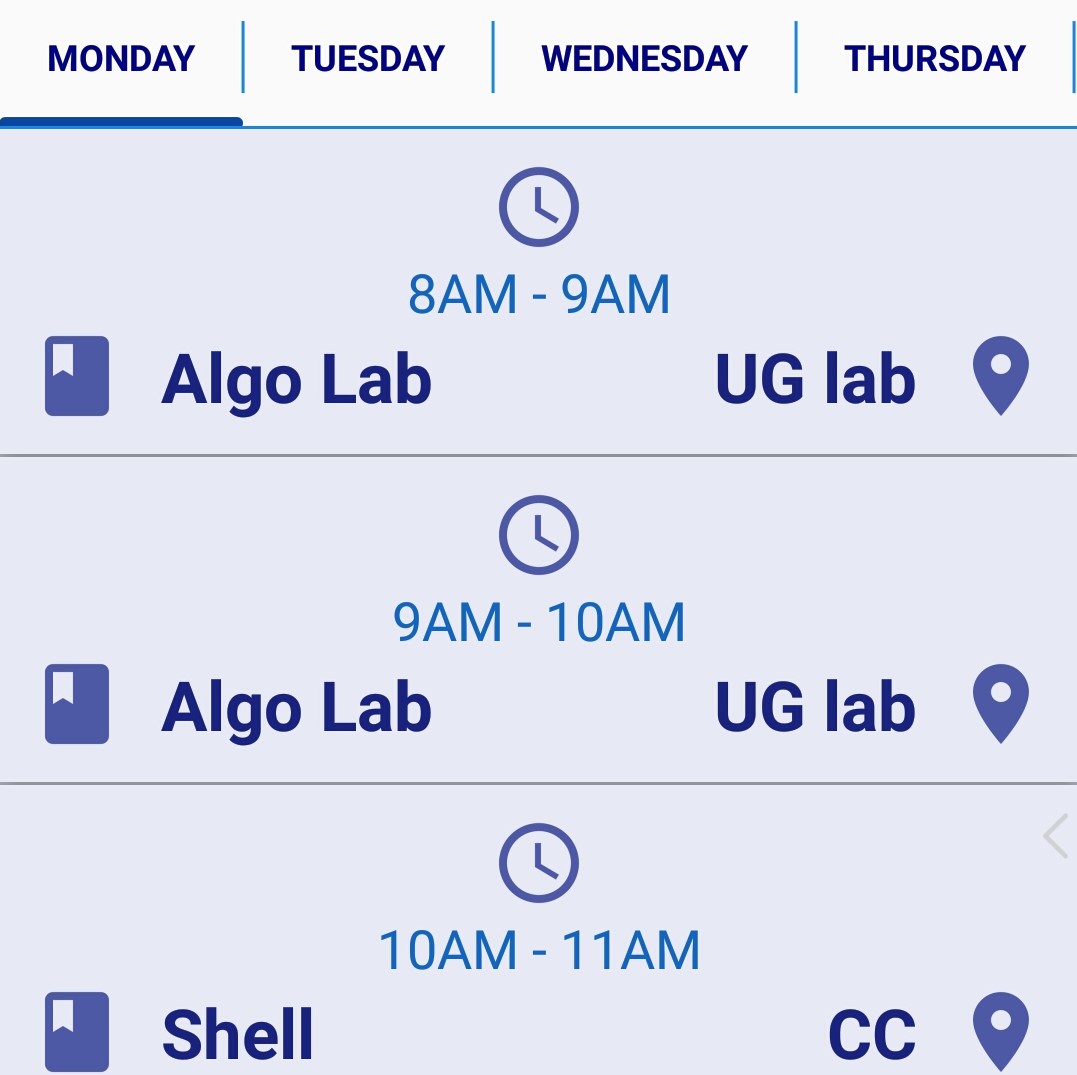 MONDAY TUESDAY WEDNESDAY THURSDAY
8AM - 9AM
Algo Lab UG lab
9AM - 10AM
Algo Lab UG lab
10AM - 11AM
Shell CC